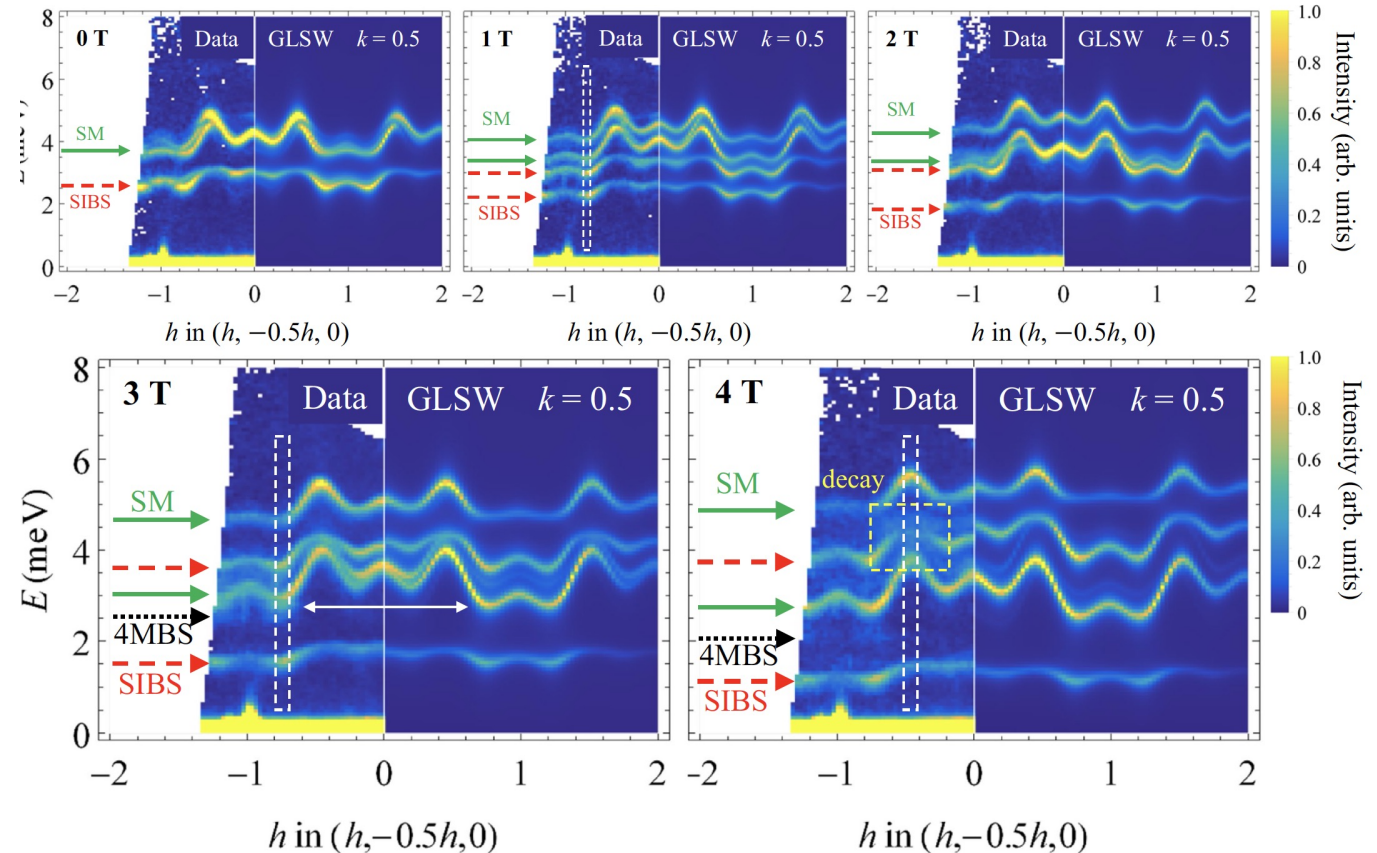 0 T Data GLSW k = 0.5
1 T Data GLSW k = 0.5
2 T Data GLSW k = 0.5
1.0
0.8
0.6
0.4
0.2
0
Intensity (arb. units)
8
6
4
2
0
SM
SIBS
SM
SIBS
SM
SIBS
−2 −1 0 1 2
−2 −1 0 1 2
−2 −1 0 1 2
h in (h, −0.5h, 0)
h in (h, −0.5h, 0)
h in (h, −0.5h, 0)
3 T Data GLSW k = 0.5
4 T Data GLSW k = 0.5
1.0
0.8
0.6
0.4
0.2
0
Intensity (arb. units)
E (meV)
8
6
4
2
0
SM
4MBS
SIBS
decay
SM
4MBS
SIBS
−2 −1 0 1 2
−2 −1 0 1 2
h in (h,−0.5h,0)
h in (h,−0.5h,0)